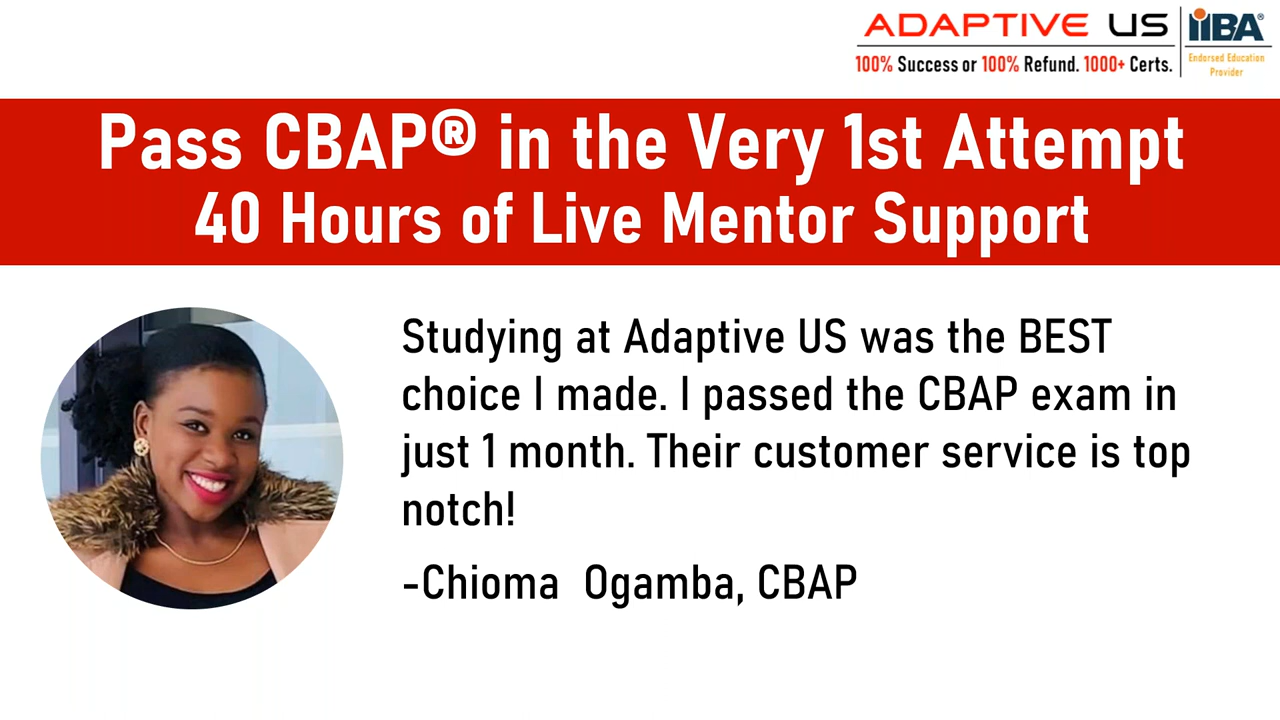 ADAPTIVE US
100% Success or 100% Refund. 1000+ Certs.
IIBA®
Endorsed Education
Provider
Pass CBAP® in the Very 1st Attempt
40 Hours of Live Mentor Support
Studying at Adaptive US was the BEST
choice I made. I passed the CBAP exam in
just 1 month. Their customer service is top
notch!
-Chioma Ogamba, CBAP